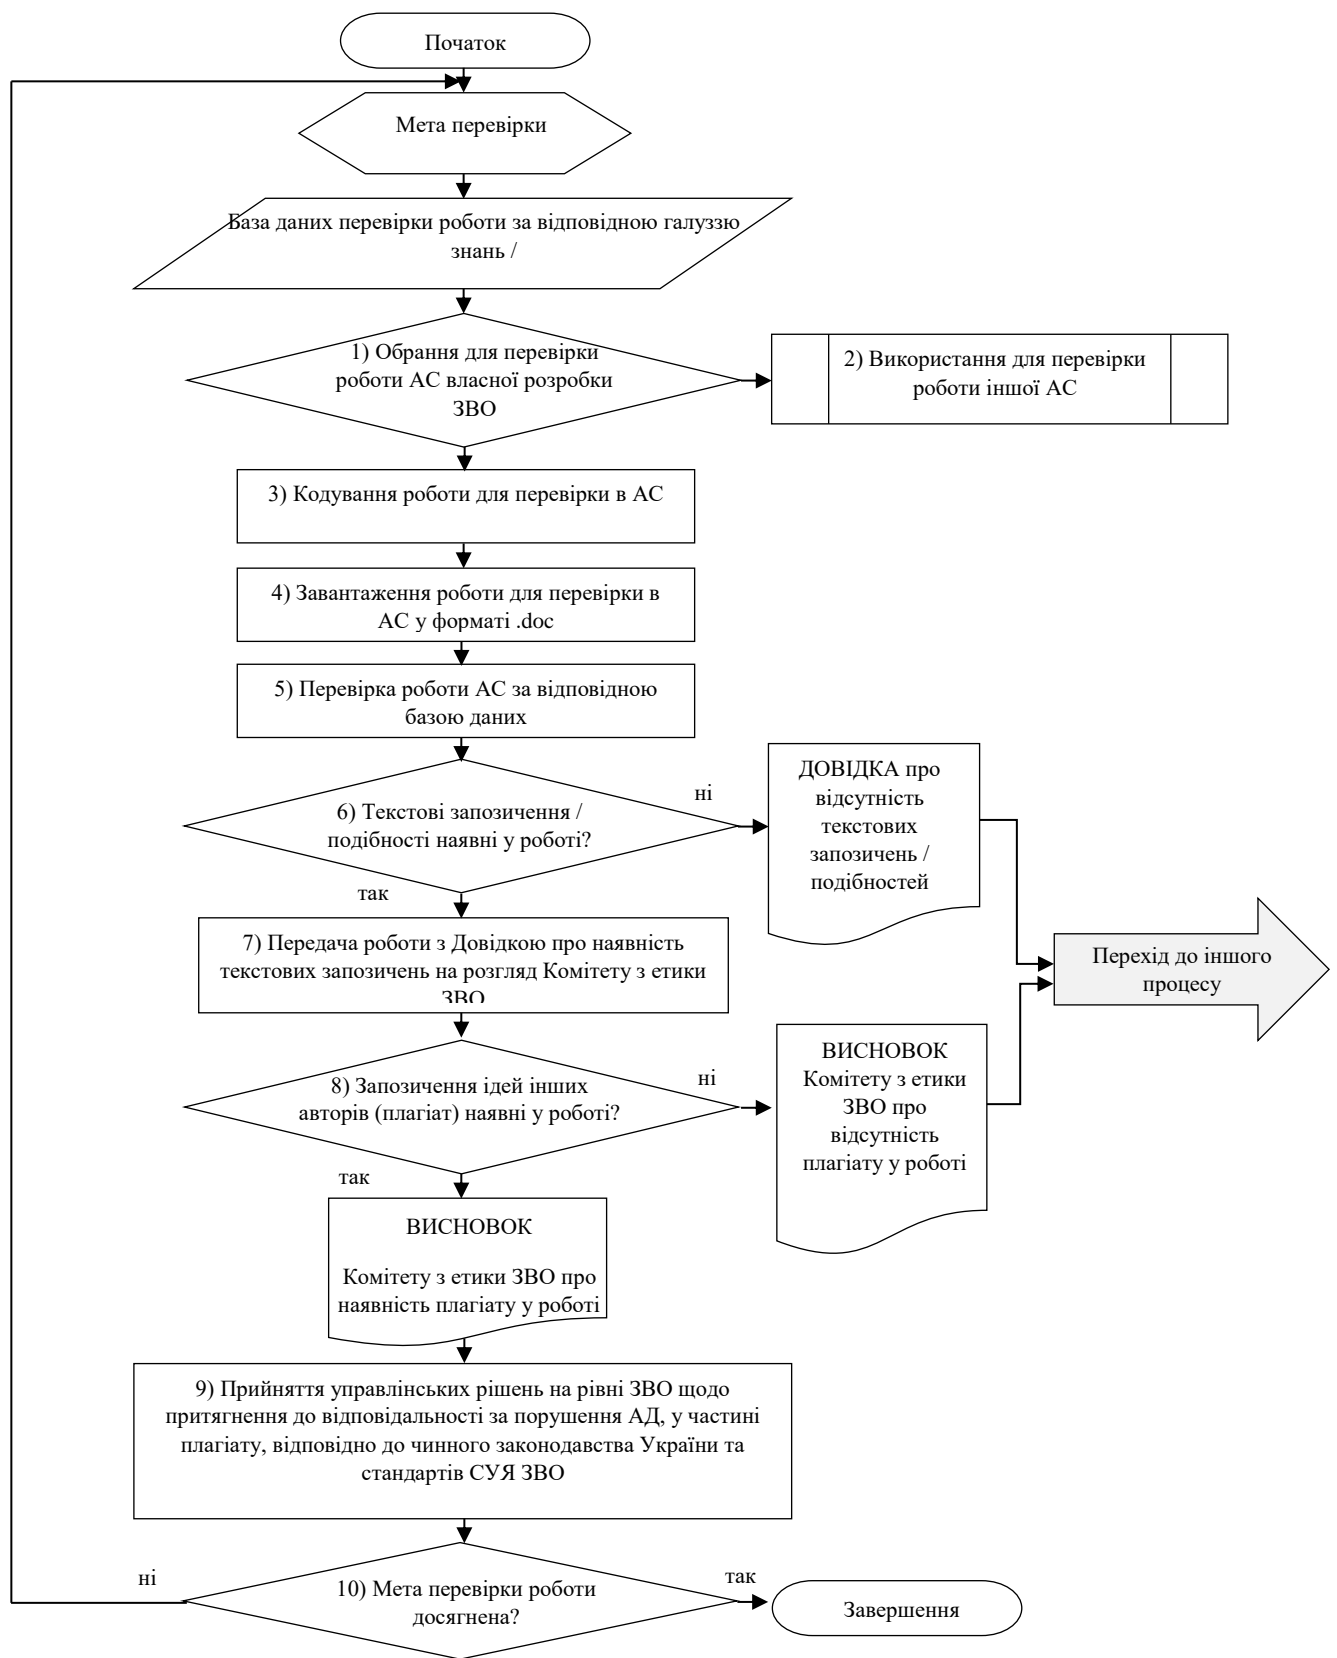 Початок
Мета перевірки
База даних перевірки роботи за відповідною галуззю
знань /
1) Обрання для перевірки
роботи АС власної розробки
ЗВО
2) Використання для перевірки
роботи іншої АС
3) Кодування роботи для перевірки в АС
4) Завантаження роботи для перевірки в
АС у форматі .doc
5) Перевірка роботи АС за відповідною
базою даних
6) Текстові запозичення /
подібності наявні у роботі?
ні
ДОВІДКА про
відсутність
текстових
запозичень /
подібностей
так
7) Передача роботи з Довідкою про наявність
текстових запозичень на розгляд Комітету з етики
ЗВО
Перехід до іншого
процесу
8) Запозичення ідей інших
авторів (плагіат) наявні у роботі?
ні
ВИСНОВОК
Комітету з етики
ЗВО про
відсутність
плагіату у роботі
так
ВИСНОВОК
Комітету з етики ЗВО про
наявність плагіату у роботі
9) Прийняття управлінських рішень на рівні ЗВО щодо
притягнення до відповідальності за порушення АД, у частині
плагіату, відповідно до чинного законодавства України та
стандартів СУЯ ЗВО
ні
10) Мета перевірки роботи
досягнена?
так
Завершення